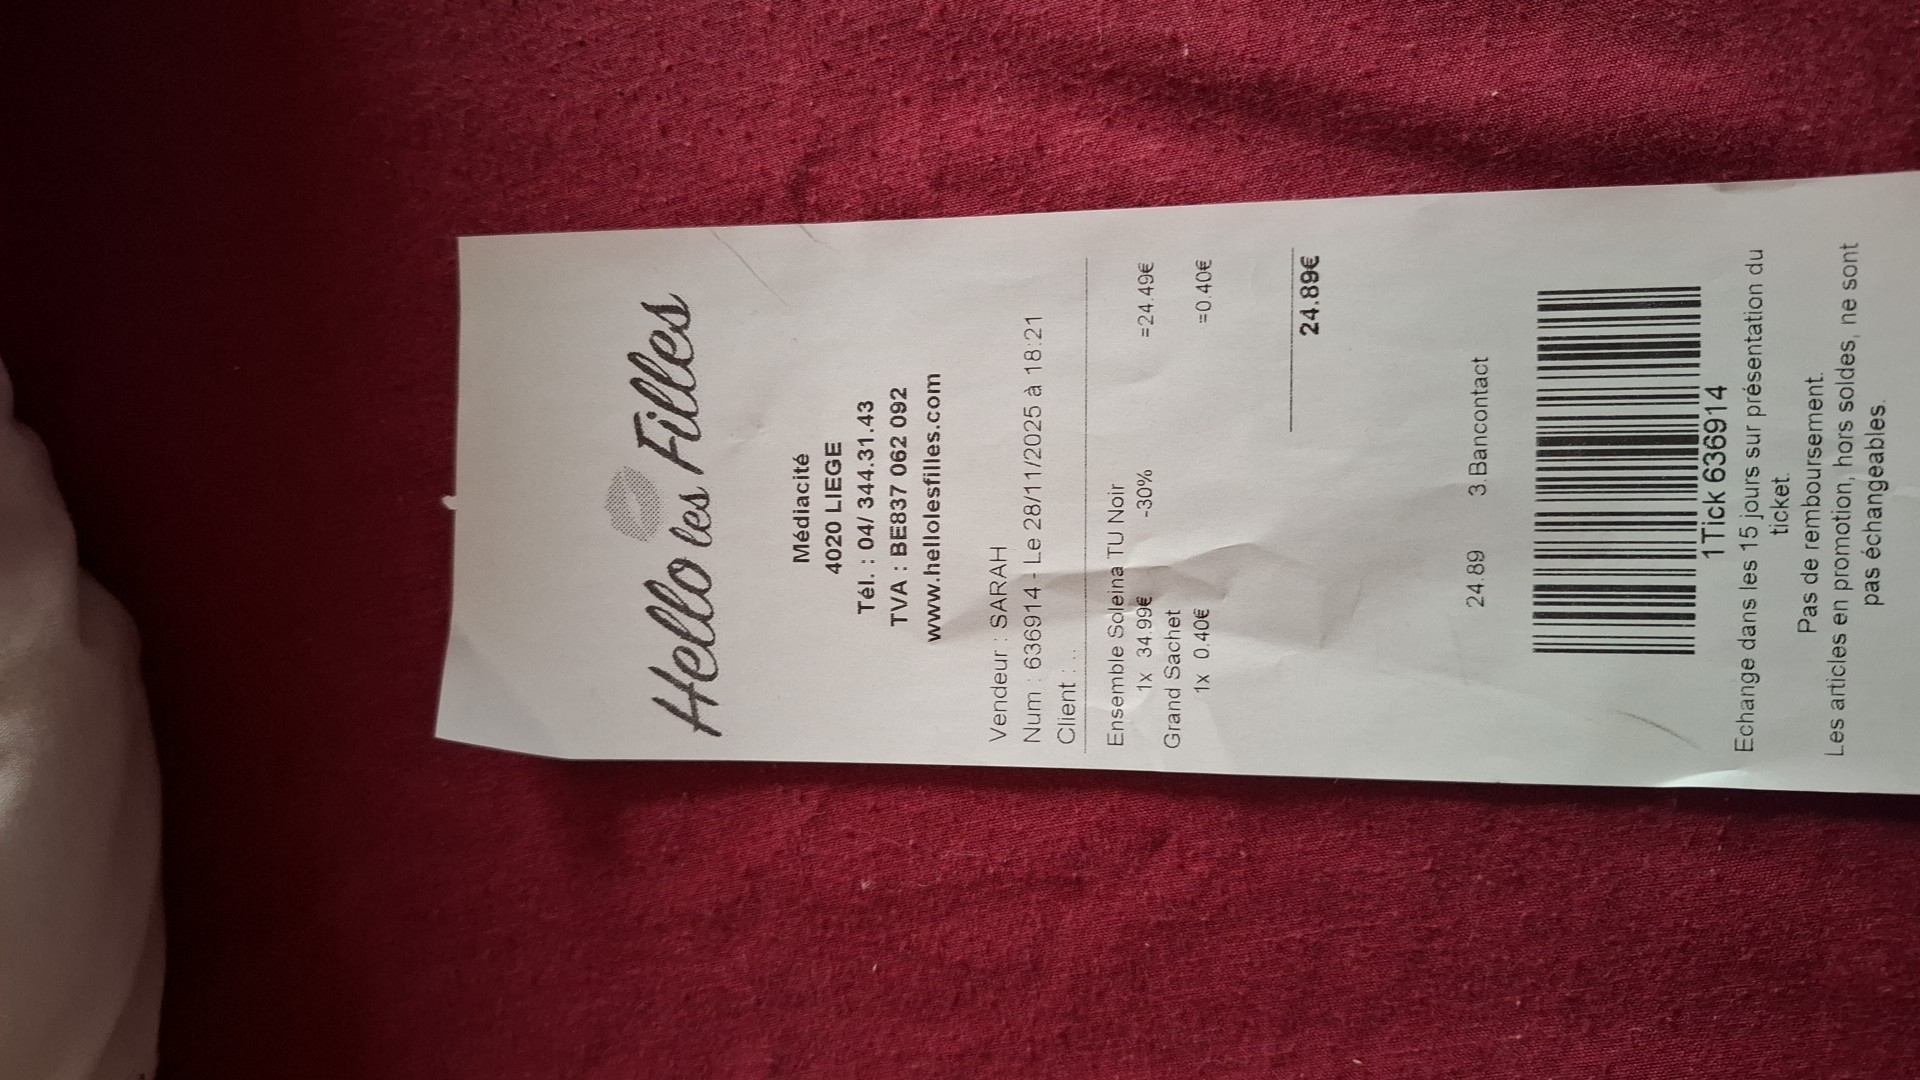 Hello les Filles
Médiacité
4020 LIEGE
Tél. : 04/ 344.31.43
TVA : BE837 062 092
www.hellolesfilles.com
Vendeur : SARAH
Num : 636914 - Le 28/11/2025 à 18:21
Client : ..
Ensemble Soleina TU Noir
1x 34.99€ -30% =24.49€
Grand Sachet
1x 0.40€ =0.40€
24.89€
24.89 3.Bancontact
1Tick 636914
Echange dans les 15 jours sur présentation du
ticket.
Pas de remboursement.
Les articles en promotion, hors soldes, ne sont
pas échangeables.